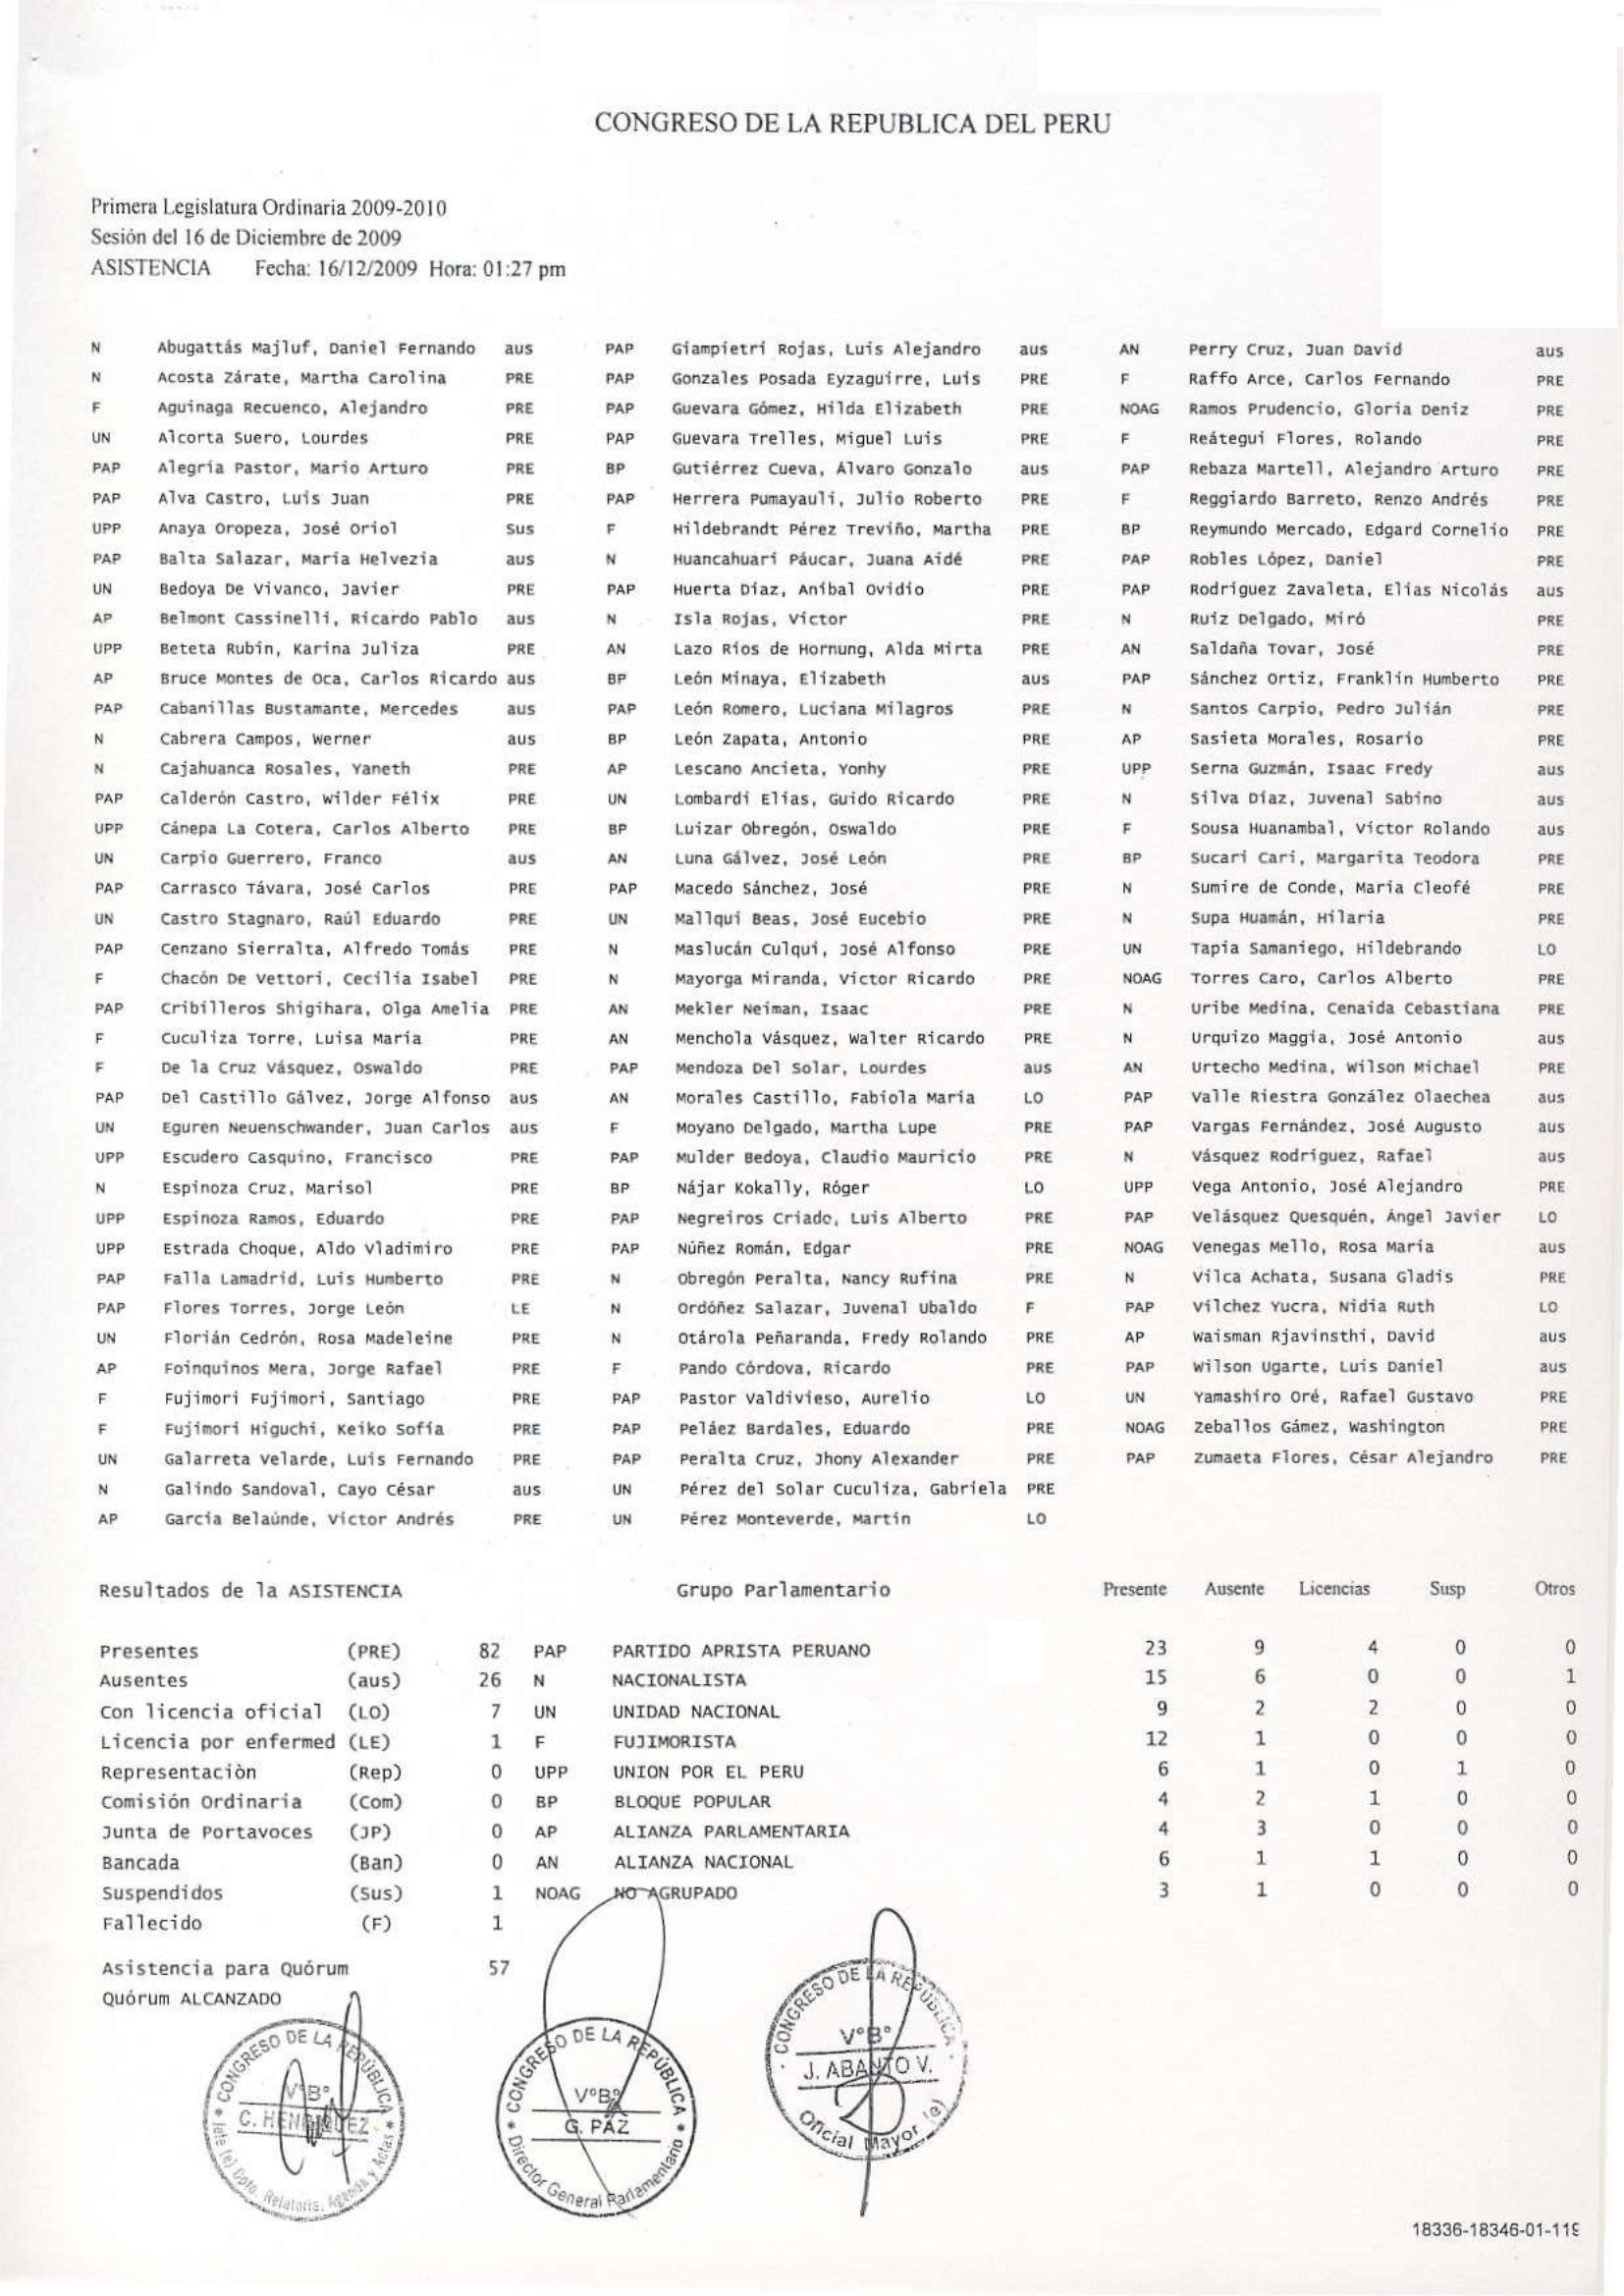 CONGRESO DE LA REPUBLICA DEL PERU
Primera Legislatura Ordinaria 2009-2010
Sesión del 16 de Diciembre de 2009
ASISTENCIA Fecha: 16/12/2009 Hora: 01:27 pm
N Abugattás Majluf, Daniel Fernando aus
N Acosta Zárate, Martha Carolina PRE
F Aguinaga Recuenco, Alejandro PRE
UN Alcorta Suero, Lourdes PRE
PAP Alegría Pastor, Mario Arturo PRE
PAP Alva Castro, Luis Juan PRE
UPP Anaya Oropeza, José Oriol Sus
PAP Balta Salazar, María Helvezia aus
UN Bedoya De Vivanco, Javier PRE
AP Belmont Cassinelli, Ricardo Pablo aus
UPP Beteta Rubín, Karina Juliza PRE
AP Bruce Montes de Oca, Carlos Ricardo aus
PAP Cabanillas Bustamante, Mercedes aus
N Cabrera Campos, Werner aus
N Cajahuanca Rosales, Yaneth PRE
PAP Calderón Castro, Wilder Félix PRE
UPP Cánepa La Cotera, Carlos Alberto PRE
UN Carpio Guerrero, Franco aus
PAP Carrasco Távara, José Carlos PRE
UN Castro Stagnaro, Raúl Eduardo PRE
PAP Cenzano Sierralta, Alfredo Tomás PRE
F Chacón De Vettori, Cecilia Isabel PRE
PAP Cribilleros Shigihara, Olga Amelia PRE
F Cuculiza Torre, Luisa María PRE
F De la Cruz Vásquez, Oswaldo PRE
PAP Del Castillo Gálvez, Jorge Alfonso aus
UN Eguren Neuenschwander, Juan Carlos aus
UPP Escudero Casquino, Francisco PRE
N Espinoza Cruz, Marisol PRE
UPP Espinoza Ramos, Eduardo PRE
UPP Estrada Choque, Aldo Vladimiro PRE
PAP Falla Lamadrid, Luis Humberto PRE
PAP Flores Torres, Jorge León LE
UN Florián Cedrón, Rosa Madeleine PRE
AP Foinquinos Mera, Jorge Rafael PRE
F Fujimori Fujimori, Santiago PRE
F Fujimori Higuchi, Keiko Sofía PRE
UN Galarreta Velarde, Luis Fernando PRE
N Galindo Sandoval, Cayo César aus
AP García Belaúnde, Víctor Andrés PRE
PAP Giampietri Rojas, Luis Alejandro aus
PAP Gonzales Posada Eyzaguirre, Luis PRE
PAP Guevara Gómez, Hilda Elizabeth PRE
PAP Guevara Trelles, Miguel Luis PRE
BP Gutiérrez Cueva, Álvaro Gonzalo aus
PAP Herrera Pumayauli, Julio Roberto PRE
F Hildebrandt Pérez Treviño, Martha PRE
N Huancahuari Páucar, Juana Aidé PRE
PAP Huerta Díaz, Aníbal Ovidio PRE
N Isla Rojas, Víctor PRE
AN Lazo Ríos de Hornung, Alda Mirta PRE
BP León Minaya, Elizabeth aus
PAP León Romero, Luciana Milagros PRE
BP León Zapata, Antonio PRE
AP Lescano Ancieta, Yonhy PRE
UN Lombardi Elías, Guido Ricardo PRE
BP Luizar Obregón, Oswaldo PRE
AN Luna Gálvez, José León PRE
PAP Macedo Sánchez, José PRE
UN Mallqui Beas, José Eucebio PRE
N Maslucán Culqui, José Alfonso PRE
N Mayorga Miranda, Víctor Ricardo PRE
AN Mekler Neiman, Isaac PRE
AN Menchola Vásquez, Walter Ricardo PRE
PAP Mendoza Del Solar, Lourdes aus
AN Morales Castillo, Fabiola María LO
F Moyano Delgado, Martha Lupe PRE
PAP Mulder Bedoya, Claudio Mauricio PRE
BP Nájar Kokally, Róger LO
PAP Negreiros Criado, Luis Alberto PRE
PAP Núñez Román, Edgar PRE
N Obregón Peralta, Nancy Rufina PRE
N Ordóñez Salazar, Juvenal Ubaldo F
N Otárola Peñaranda, Fredy Rolando PRE
F Pando Córdova, Ricardo PRE
PAP Pastor Valdivieso, Aurelio LO
PAP Peláez Bardales, Eduardo PRE
PAP Peralta Cruz, Jhony Alexander PRE
UN Pérez del Solar Cuculiza, Gabriela PRE
UN Pérez Monteverde, Martín LO
AN Perry Cruz, Juan David aus
F Raffo Arce, Carlos Fernando PRE
NOAG Ramos Prudencio, Gloria Deniz PRE
F Reátegui Flores, Rolando PRE
PAP Rebaza Martell, Alejandro Arturo PRE
F Reggiardo Barreto, Renzo Andrés PRE
BP Reymundo Mercado, Edgard Cornelio PRE
PAP Robles López, Daniel PRE
PAP Rodríguez Zavaleta, Elías Nicolás aus
N Ruiz Delgado, Miró PRE
AN Saldaña Tovar, José PRE
PAP Sánchez Ortiz, Franklin Humberto PRE
N Santos Carpio, Pedro Julián PRE
AP Sasieta Morales, Rosario PRE
UPP Serna Guzmán, Isaac Fredy aus
N Silva Díaz, Juvenal Sabino aus
F Sousa Huanambal, Víctor Rolando aus
BP Sucari Cari, Margarita Teodora PRE
N Sumire de Conde, María Cleofé PRE
N Supa Huamán, Hilaria PRE
UN Tapia Samaniego, Hildebrando LO
NOAG Torres Caro, Carlos Alberto PRE
N Uribe Medina, Cenaida Cebastiana PRE
N Urquizo Maggia, José Antonio aus
AN Urtecho Medina, Wilson Michael PRE
PAP Valle Riestra González Olaechea aus
PAP Vargas Fernández, José Augusto aus
N Vásquez Rodríguez, Rafael aus
UPP Vega Antonio, José Alejandro PRE
PAP Velásquez Quesquén, Ángel Javier LO
NOAG Venegas Mello, Rosa María aus
N Vilca Achata, Susana Gladis PRE
PAP Vilchez Yucra, Nidia Ruth LO
AP Waisman Rjavinsthi, David aus
PAP Wilson Ugarte, Luis Daniel aus
UN Yamashiro Oré, Rafael Gustavo PRE
NOAG Zeballos Gámez, Washington PRE
PAP Zumaeta Flores, César Alejandro PRE
Resultados de la ASISTENCIA
Presentes (PRE) 82
Ausentes (aus) 26
Con licencia oficial (LO) 7
Licencia por enfermed (LE) 1
Representaciòn (Rep) 0
Comisión Ordinaria (Com) 0
Junta de Portavoces (JP) 0
Bancada (Ban) 0
Suspendidos (Sus) 1
Fallecido (F) 1
Asistencia para Quórum 57
Quórum ALCANZADO
Grupo Parlamentario Presente Ausente Licencias Susp Otros
PAP PARTIDO APRISTA PERUANO 23 9 4 0 0
N NACIONALISTA 15 6 0 0 1
UN UNIDAD NACIONAL 9 2 2 0 0
F FUJIMORISTA 12 1 0 0 0
UPP UNION POR EL PERU 6 1 0 1 0
BP BLOQUE POPULAR 4 2 1 0 0
AP ALIANZA PARLAMENTARIA 4 3 0 0 0
AN ALIANZA NACIONAL 6 1 1 0 0
NOAG NO AGRUPADO 3 1 0 0 0
CONGRESO DE LA REPÚBLICA
V°B°
C. HENRIQUEZ
Jefe (e) Dpto. Relatoría, Agenda y Actas
CONGRESO DE LA REPÚBLICA
V°B°
G. PAZ
Director General Parlamentario
CONGRESO DE LA REPÚBLICA
V°B°
J. ABANTO V.
Oficial Mayor (e)
18336-18346-01-119